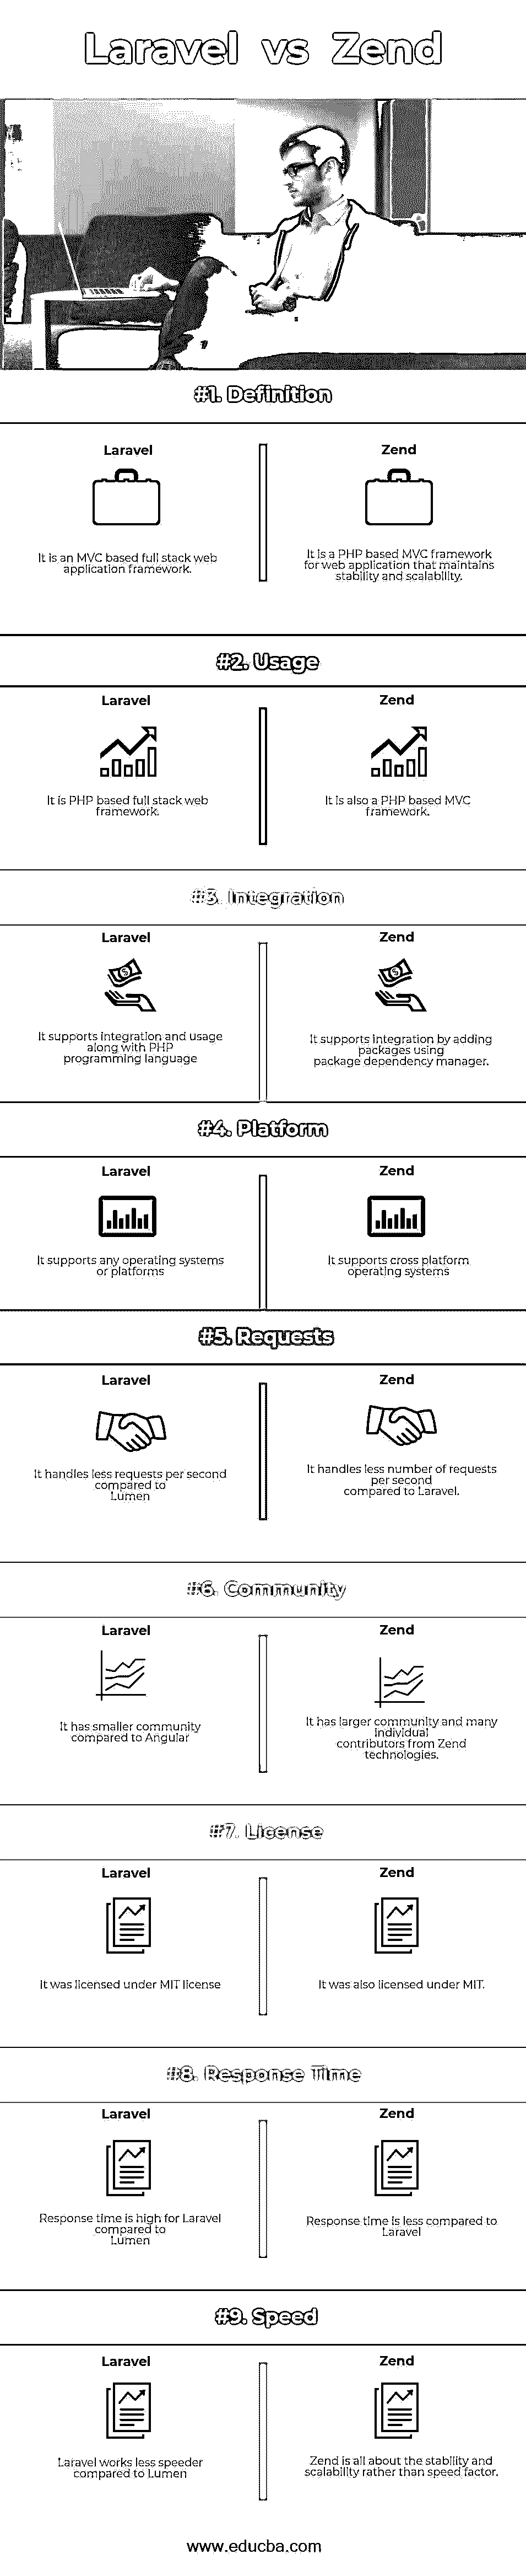 Laravel vs Zend
#1. Definition
Laravel
Zend
It is an MVC based full stack web
application framework.
It is a PHP based MVC framework
for web application that maintains
stability and scalability.
#2. Usage
Laravel
Zend
It is PHP based full stack web
framework.
It is also a PHP based MVC
framework.
#3. Integration
Laravel
Zend
It supports integration and usage
along with PHP
programming language
It supports integration by adding
packages using
package dependency manager.
#4. Platform
Laravel
Zend
It supports any operating systems
or platforms
It supports cross platform
operating systems
#5. Requests
Laravel
Zend
It handles less requests per second
compared to
Lumen
It handles less number of requests
per second
compared to Laravel.
#6. Community
Laravel
Zend
It has smaller community
compared to Angular
It has larger community and many
individual
contributors from Zend
technologies.
#7. License
Laravel
Zend
It was licensed under MIT license
It was also licensed under MIT.
#8. Response Time
Laravel
Zend
Response time is high for Laravel
compared to
Lumen
Response time is less compared to
Laravel
#9. Speed
Laravel
Zend
Laravel works less speeder
compared to Lumen
Zend is all about the stability and
scalability rather than speed factor.
www.educba.com